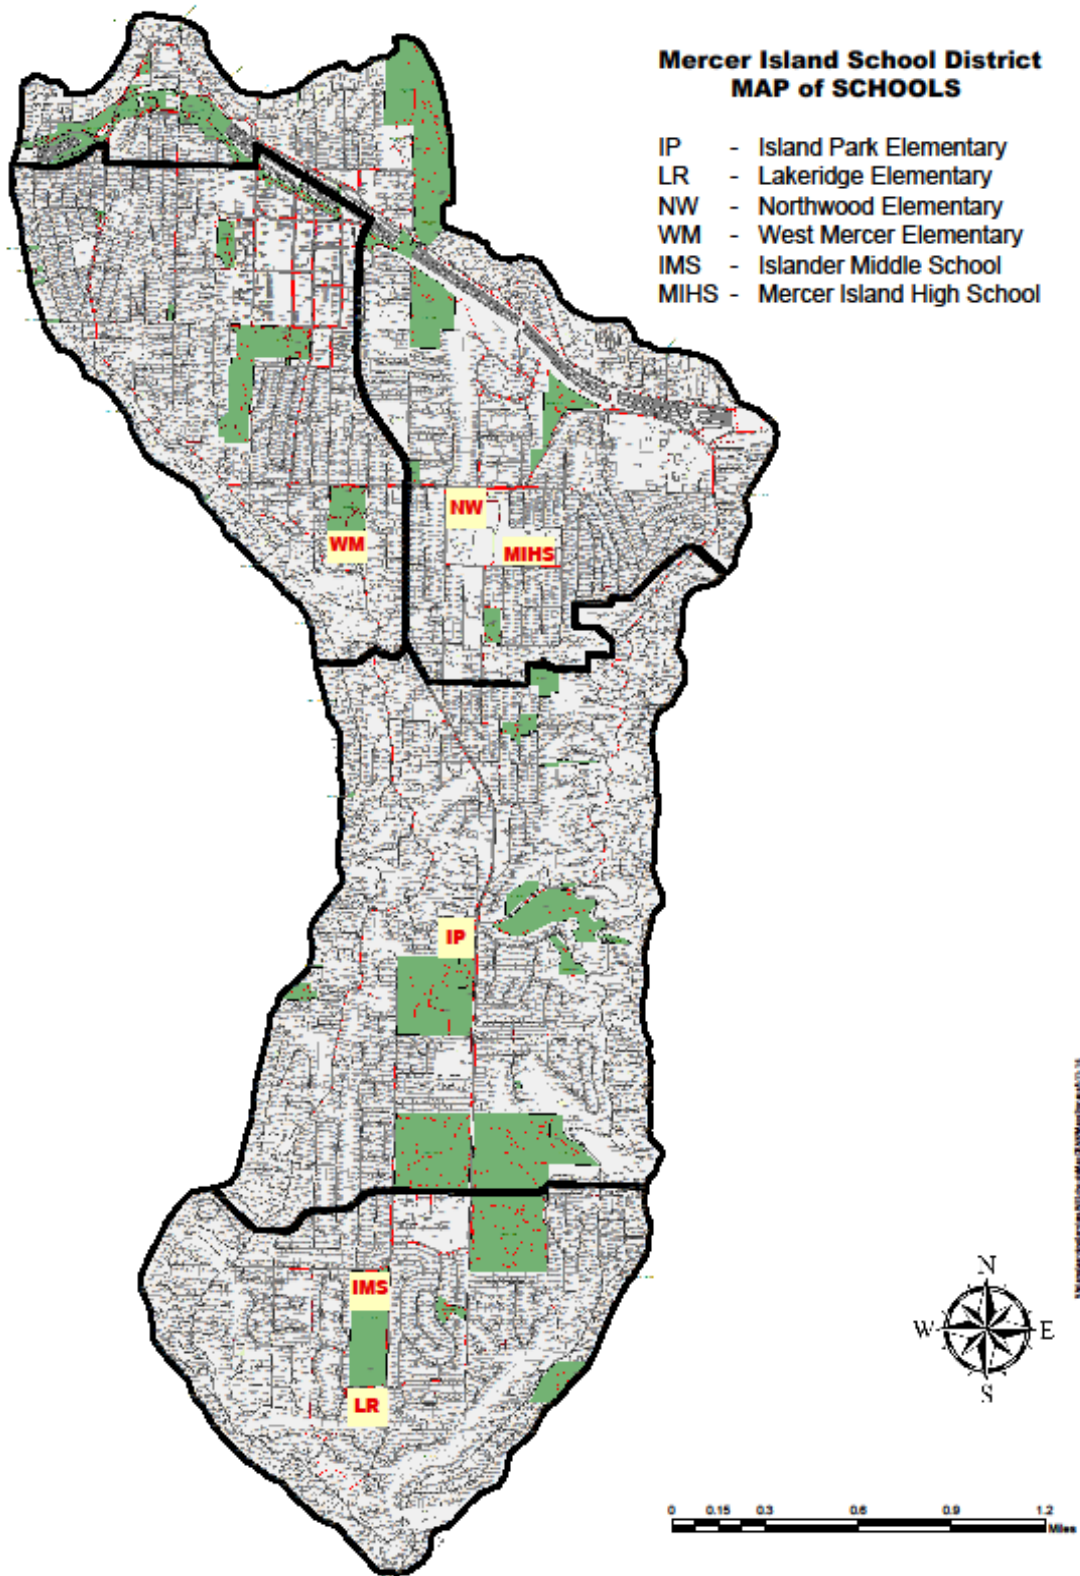 Mercer Island School District
MAP of SCHOOLS
IP - Island Park Elementary
LR - Lakeridge Elementary
NW - Northwood Elementary
WM - West Mercer Elementary
IMS - Islander Middle School
MIHS - Mercer Island High School
NW
WM
MIHS
IP
IMS
LR
N
W E
S
0 0.15 0.3 0.6 0.9 1.2
Miles